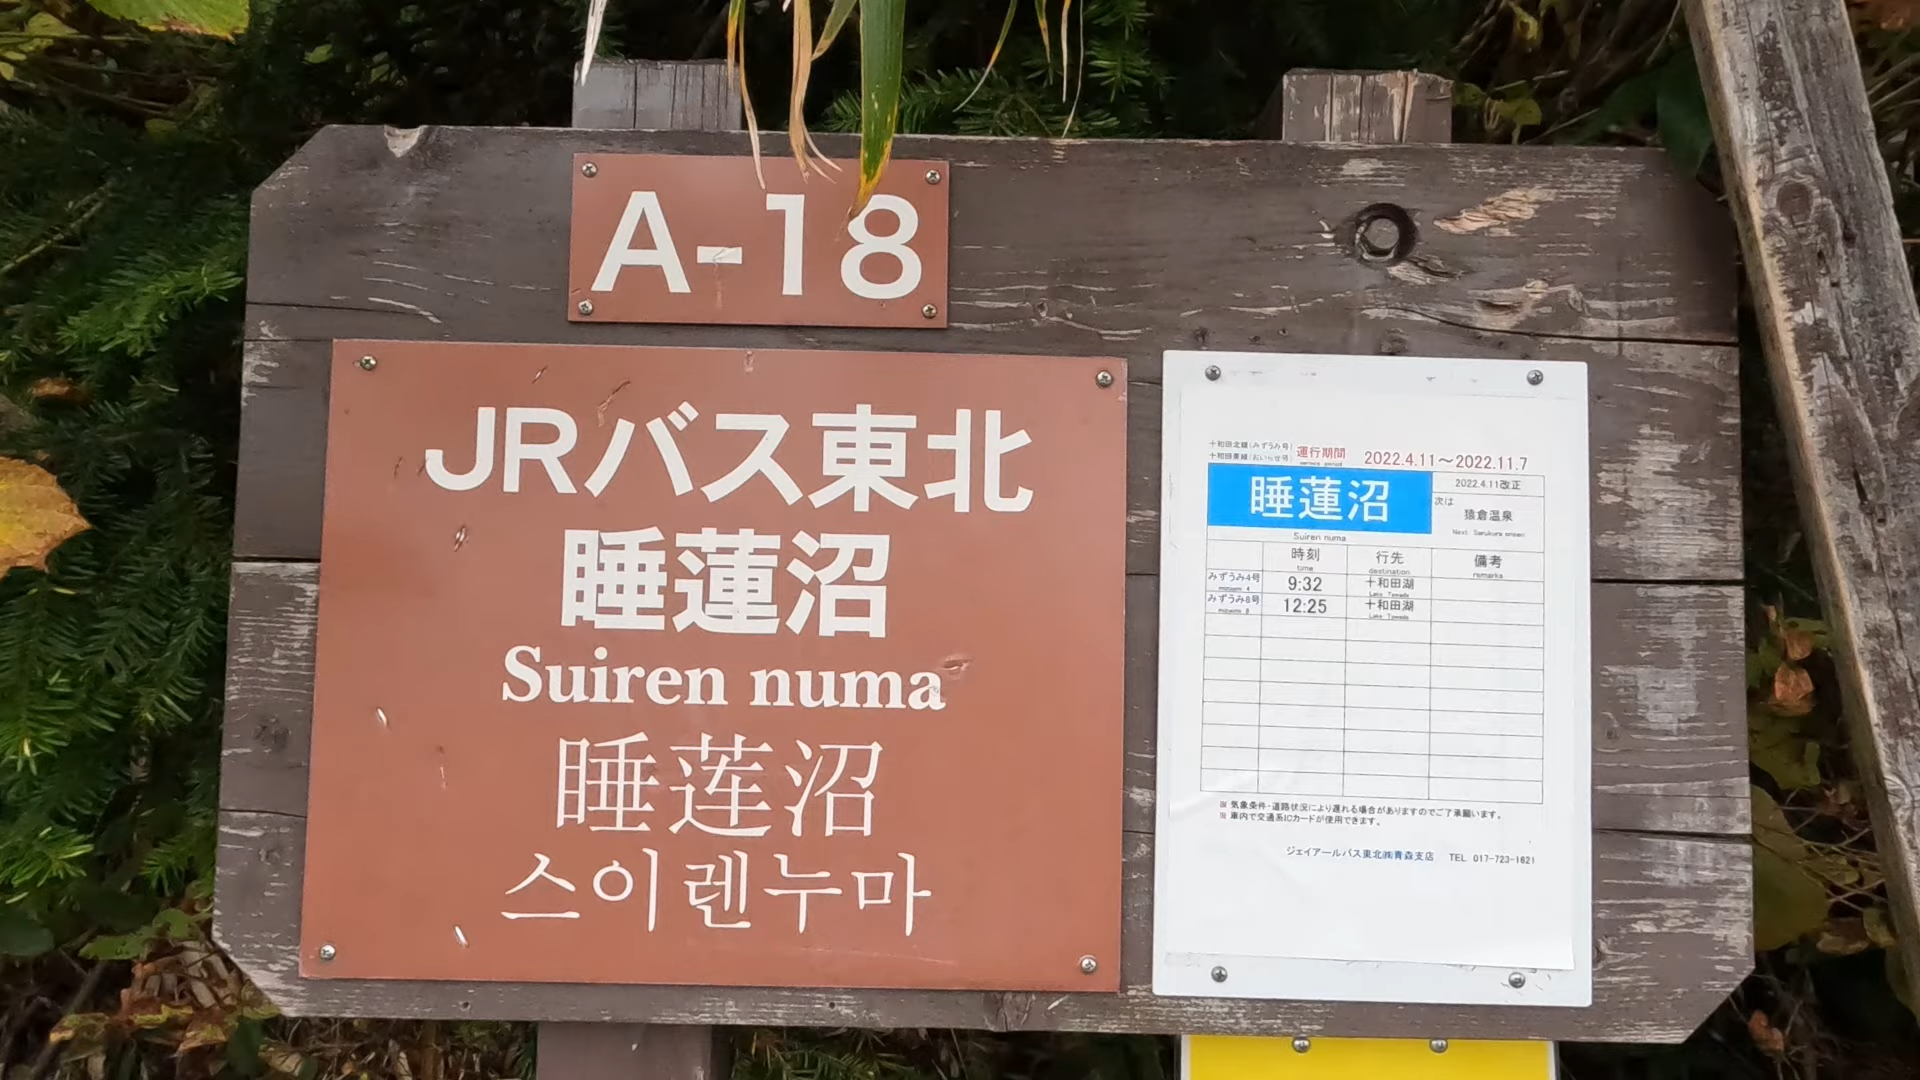 A-18
JRバス東北
睡蓮沼
Suiren numa
睡莲沼
스이렌누마
十和田北線(みずうみ号)
十和田東線(おいらせ号)
運行期間 2022.4.11～2022.11.7
service period
睡蓮沼
Suiren numa
2022.4.11改正
次は
猿倉温泉
Next Sarukura onsen
時刻 行先 備考
time destination remarks
みずうみ4号 9:32 十和田湖
mizuumi 4 Lake Towada
みずうみ8号 12:25 十和田湖
mizuumi 8 Lake Towada
※ 気象条件・道路状況により遅れる場合がありますのでご了承願います。
※ 車内で交通系ICカードが使用できます。
ジェイアールバス東北㈱青森支店 TEL 017-723-1621